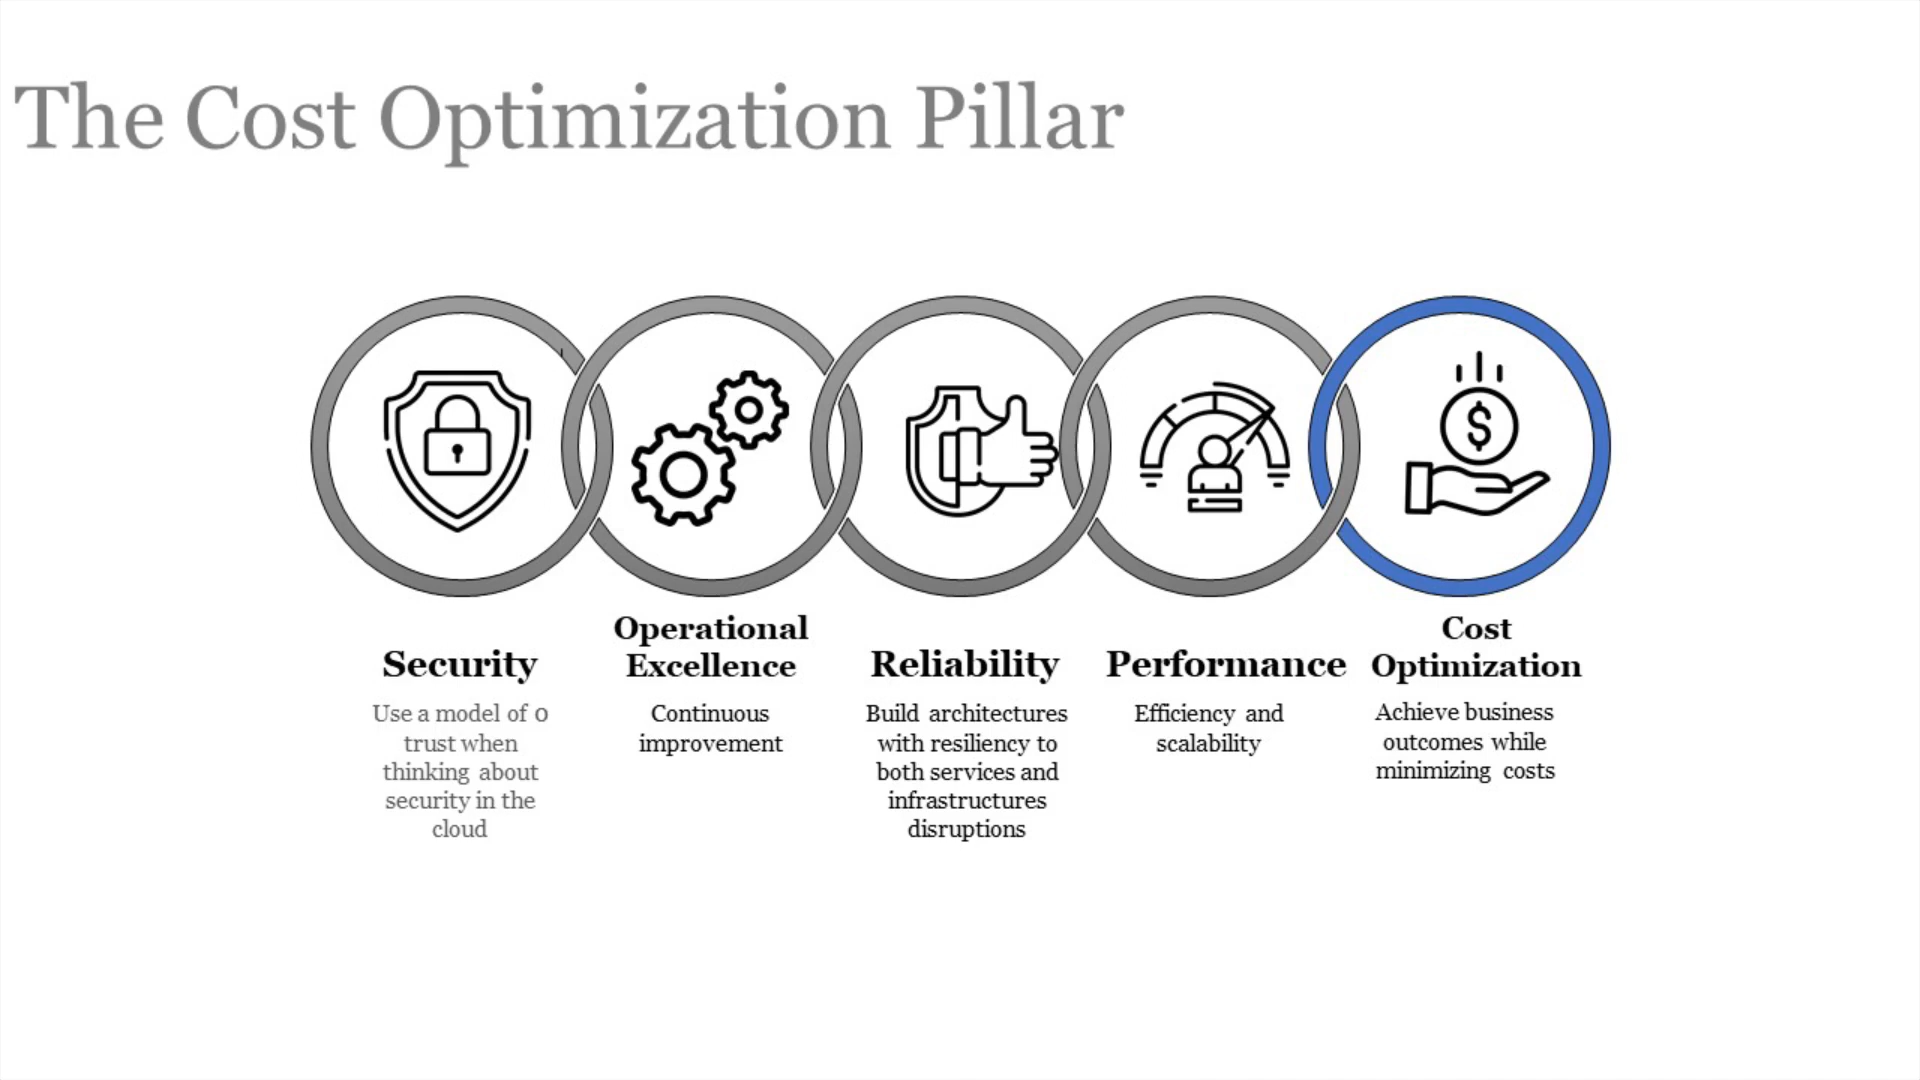 The Cost Optimization Pillar
$
Security
Use a model of 0
trust when
thinking about
security in the
cloud
Operational
Excellence
Continuous
improvement
Reliability
Build architectures
with resiliency to
both services and
infrastructures
disruptions
Performance
Efficiency and
scalability
Cost
Optimization
Achieve business
outcomes while
minimizing costs